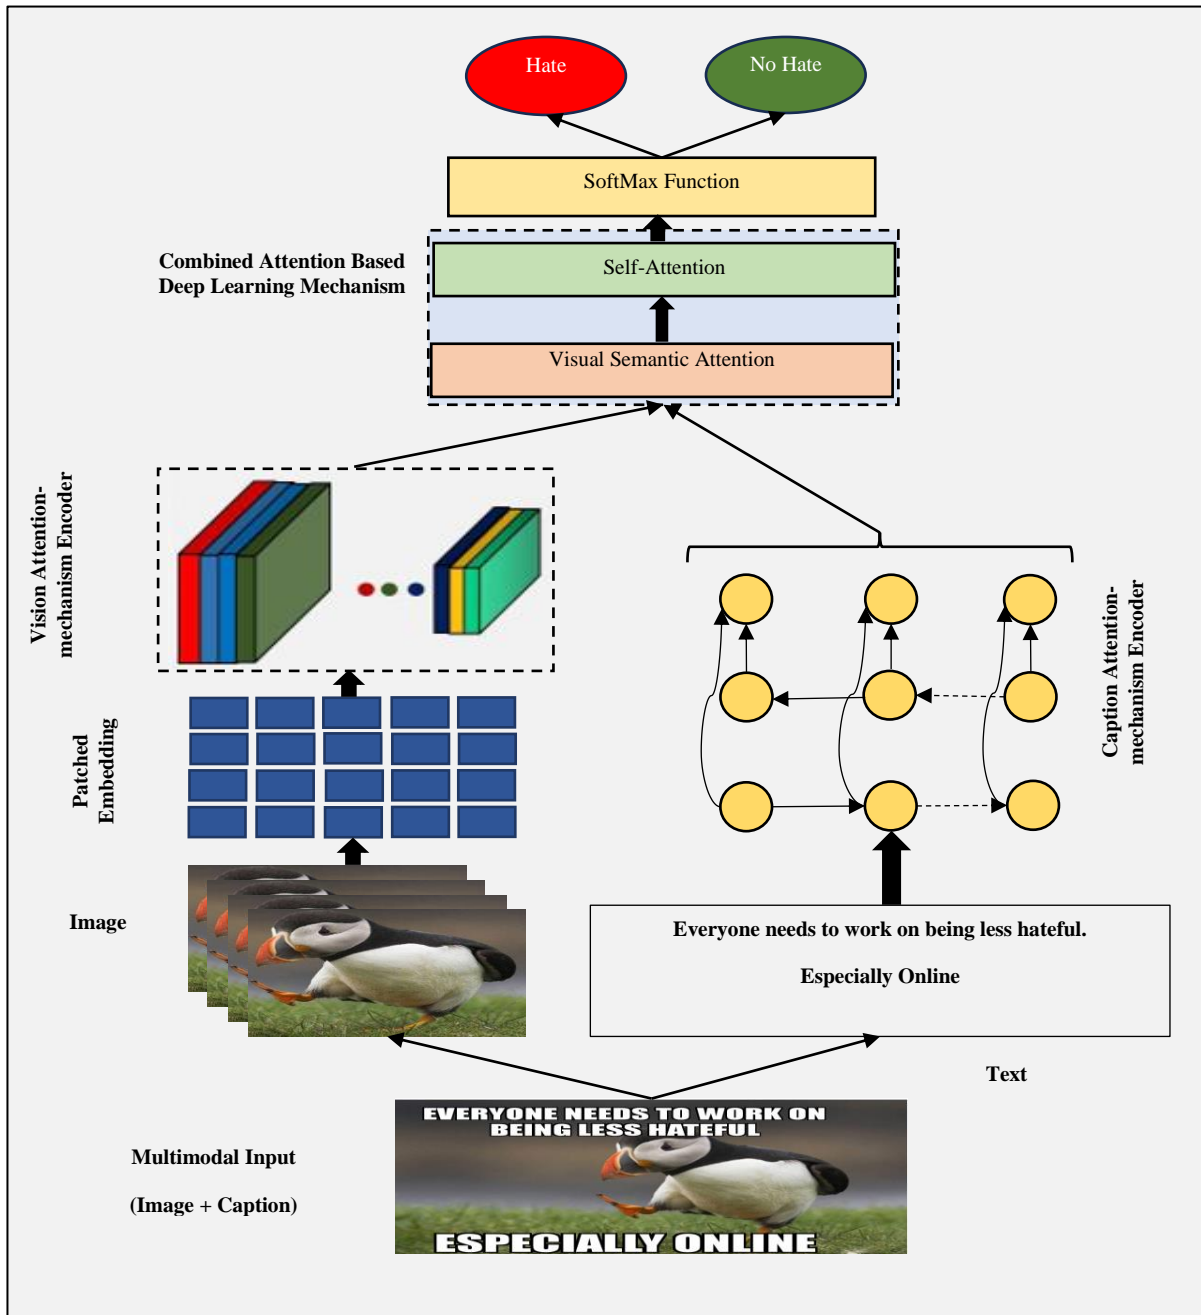 Hate
No Hate
SoftMax Function
Combined Attention Based
Deep Learning Mechanism
Self-Attention
Visual Semantic Attention
Vision Attention-
mechanism Encoder
Caption Attention-
mechanism Encoder
Patched
Embedding
Image
Everyone needs to work on being less hateful.
Especially Online
Text
Multimodal Input
(Image + Caption)
EVERYONE NEEDS TO WORK ON
BEING LESS HATEFUL
ESPECIALLY ONLINE